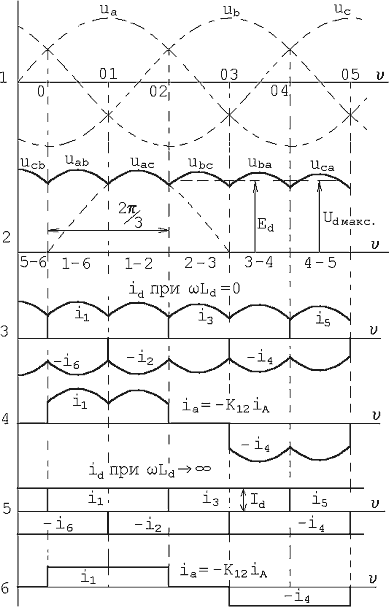 u_a u_b u_c
1 0 01 02 03 04 05 υ
u_cb u_ab u_ac u_bc u_ba u_ca
2π/3 E_d U_d макс.
2 υ
5-6 1-6 1-2 2-3 3-4 4-5
i_d при ωL_d=0
3 i_1 i_3 i_5 υ
-i_6 -i_2 -i_4
4 i_1 i_a=-K_12 i_A υ
-i_4
i_d при ωL_d→∞
i_1 i_3 I_d i_5
5 υ
-i_6 -i_2 -i_4
i_1 i_a=-K_12 i_A υ
6 -i_4